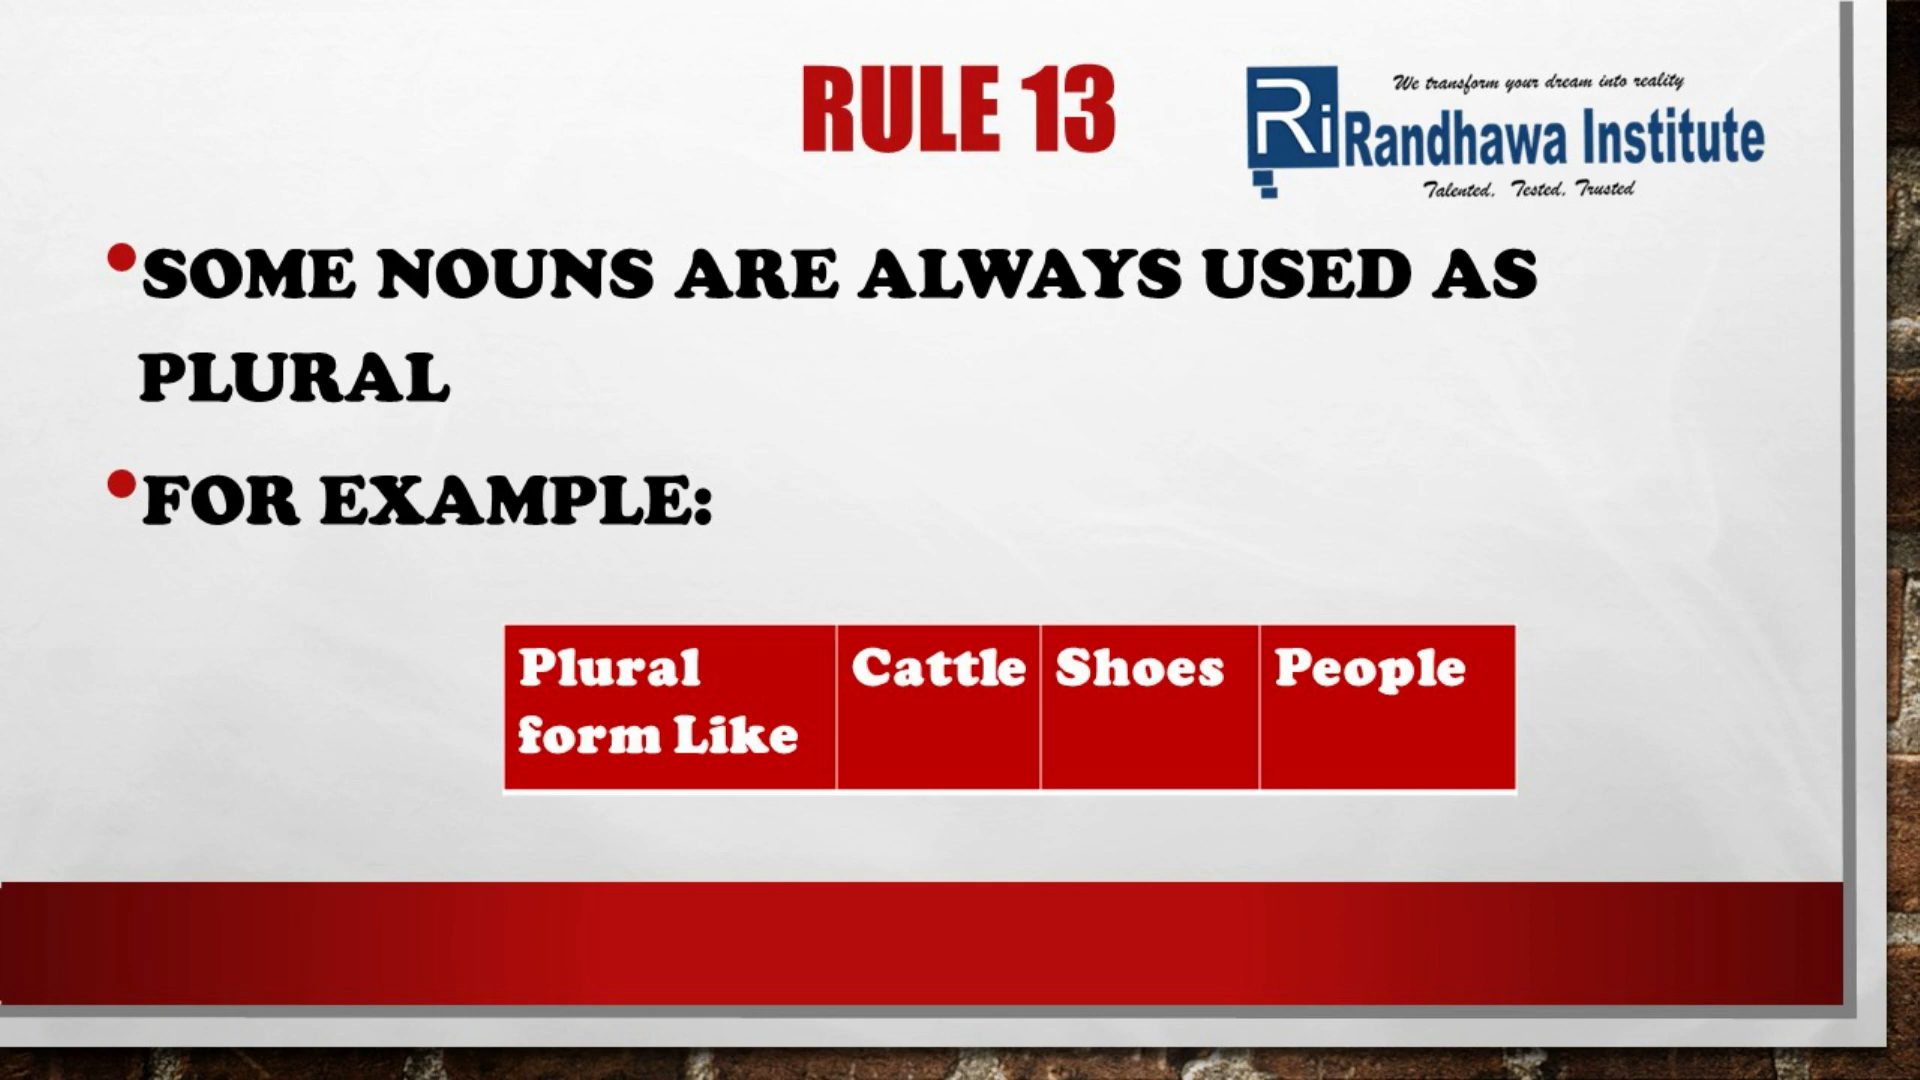 RULE 13
We transform your dream into reality
Ri Randhawa Institute
Talented, Tested, Trusted
•SOME NOUNS ARE ALWAYS USED AS
PLURAL
•FOR EXAMPLE:
Plural Cattle Shoes People
form Like